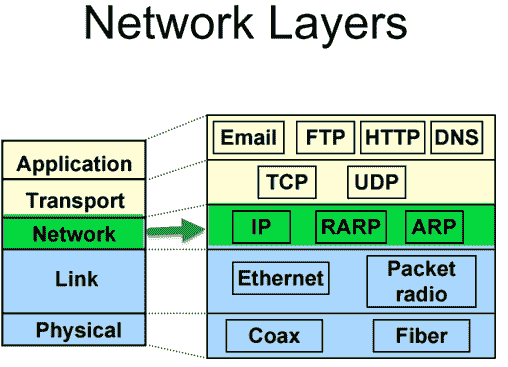 Network Layers
Application
Transport
Network
Link
Physical
Email FTP HTTP DNS
TCP UDP
IP RARP ARP
Ethernet Packet radio
Coax Fiber